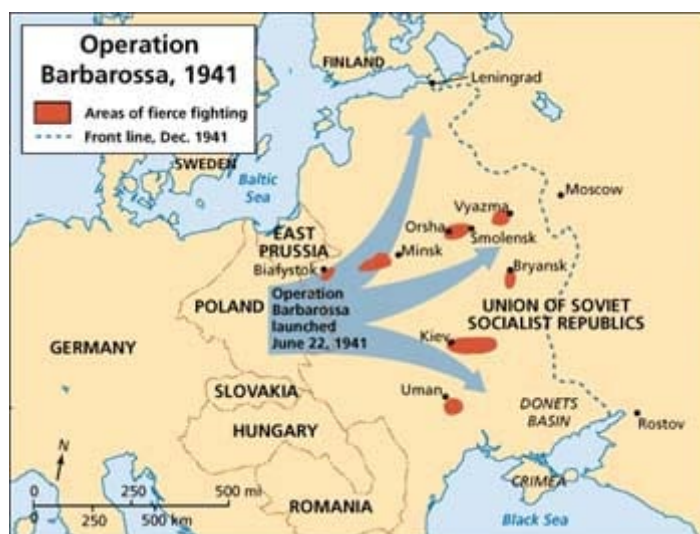 Operation
Barbarossa, 1941
Areas of fierce fighting
Front line, Dec. 1941
FINLAND
Leningrad
SWEDEN
Baltic
Sea
Moscow
Vyazma
Orsha
Smolensk
EAST
PRUSSIA
Minsk
Białystok
Bryansk
POLAND
Operation
Barbarossa
launched
June 22, 1941
UNION OF SOVIET
SOCIALIST REPUBLICS
GERMANY
Kiev
SLOVAKIA
Uman
DONETS
BASIN
HUNGARY
Rostov
N
CRIMEA
0 250 500 mi
0 250 500 km
ROMANIA
Black Sea